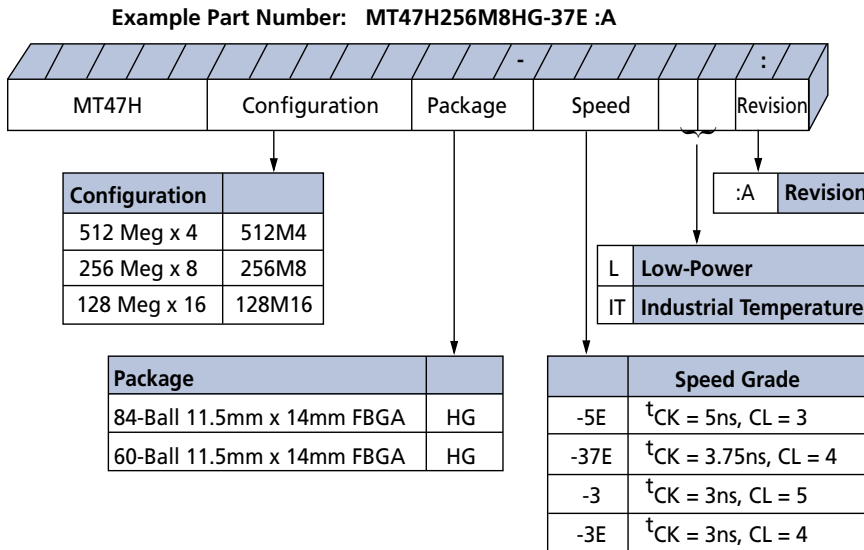 Example Part Number: MT47H256M8HG-37E :A
- :
MT47H Configuration Package Speed Revision
Configuration
512 Meg x 4 512M4
256 Meg x 8 256M8
128 Meg x 16 128M16
:A Revision
L Low-Power
IT Industrial Temperature
Package
84-Ball 11.5mm x 14mm FBGA HG
60-Ball 11.5mm x 14mm FBGA HG
Speed Grade
-5E tCK = 5ns, CL = 3
-37E tCK = 3.75ns, CL = 4
-3 tCK = 3ns, CL = 5
-3E tCK = 3ns, CL = 4